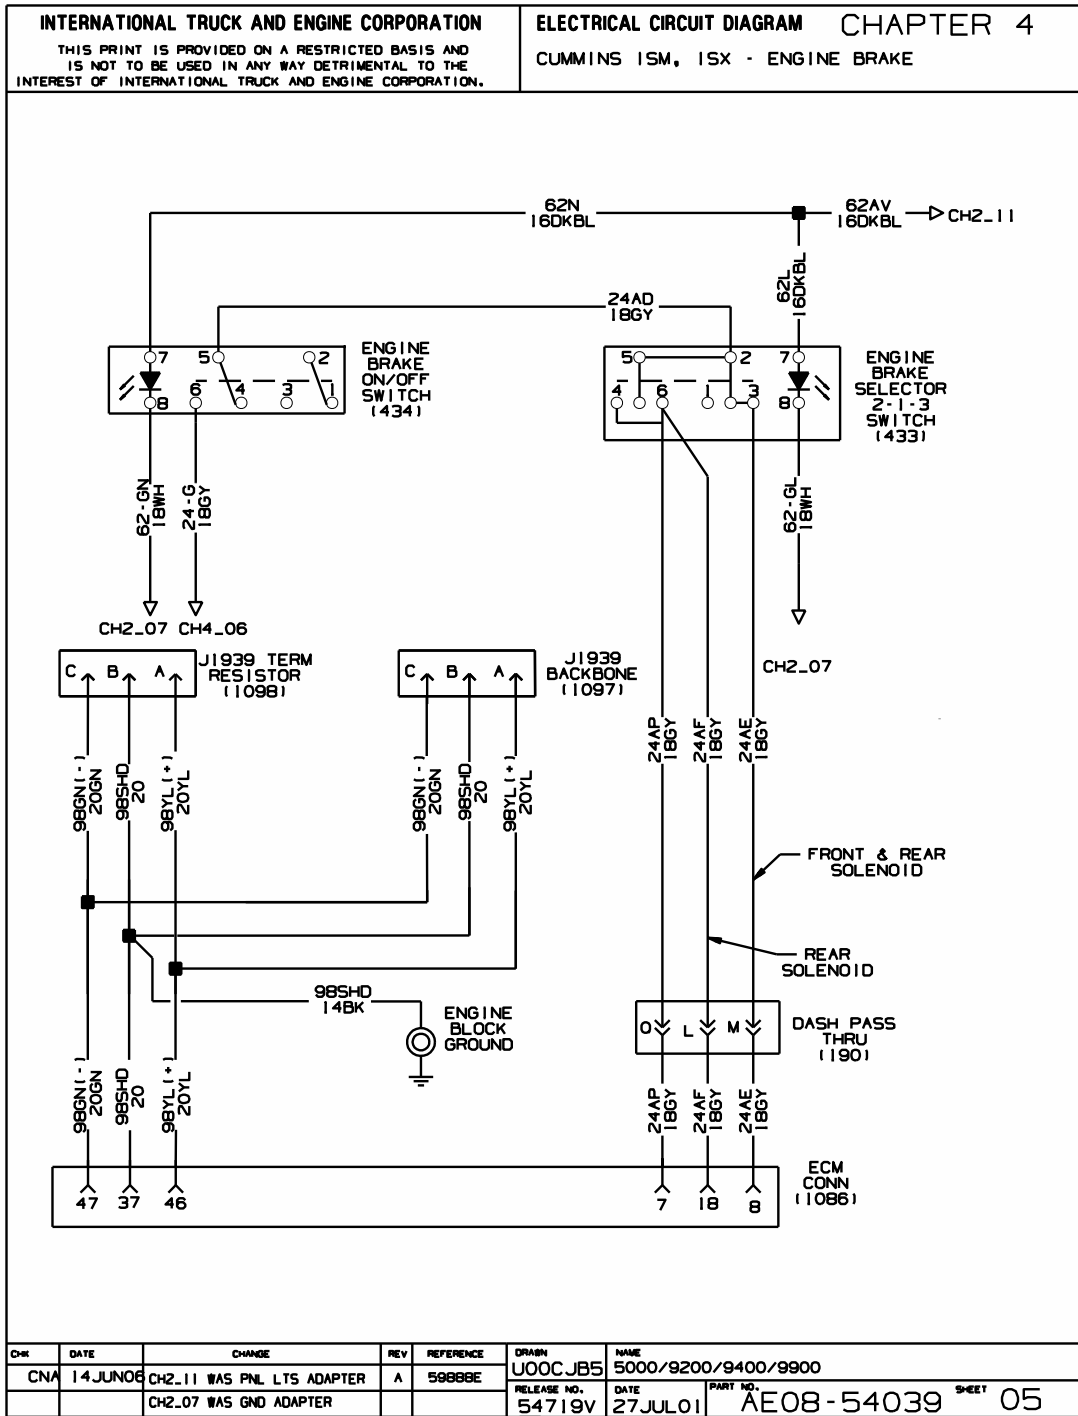 INTERNATIONAL TRUCK AND ENGINE CORPORATION
THIS PRINT IS PROVIDED ON A RESTRICTED BASIS AND
IS NOT TO BE USED IN ANY WAY DETRIMENTAL TO THE
INTEREST OF INTERNATIONAL TRUCK AND ENGINE CORPORATION.
ELECTRICAL CIRCUIT DIAGRAM CHAPTER 4
CUMMINS ISM, ISX - ENGINE BRAKE
62N
16DKBL
62AV
16DKBL
CH2_11
62L
16DKBL
24AD
18GY
7 5 2
6 4 3 1
8
ENGINE
BRAKE
ON/OFF
SWITCH
(434)
5 2 7
4 6 1 3
8
ENGINE
BRAKE
SELECTOR
2-1-3
SWITCH
(433)
62-GN
18WH
24-G
18GY
62-GL
18WH
CH2_07 CH4_06
CH2_07
C B A
J1939 TERM
RESISTOR
(1098)
C B A
J1939
BACKBONE
(1097)
98GN(-)
20GN
98SHD
20
98YL(+)
20YL
98GN(-)
20GN
98SHD
20
98YL(+)
20YL
24AP
18GY
24AF
18GY
24AE
18GY
FRONT & REAR
SOLENOID
REAR
SOLENOID
98SHD
14BK
ENGINE
BLOCK
GROUND
O L M
DASH PASS
THRU
(190)
98GN(-)
20GN
98SHD
20
98YL(+)
20YL
24AP
18GY
24AF
18GY
24AE
18GY
47 37 46 7 18 8
ECM
CONN
(1086)
CHK DATE CHANGE REV REFERENCE
CNA 14JUN06 CH2_11 WAS PNL LTS ADAPTER A 59888E
CH2_07 WAS GND ADAPTER
DRAWN
U00CJB5
NAME
5000/9200/9400/9900
RELEASE NO.
54719V
DATE
27JUL01
PART NO.
AE08-54039
SHEET
05